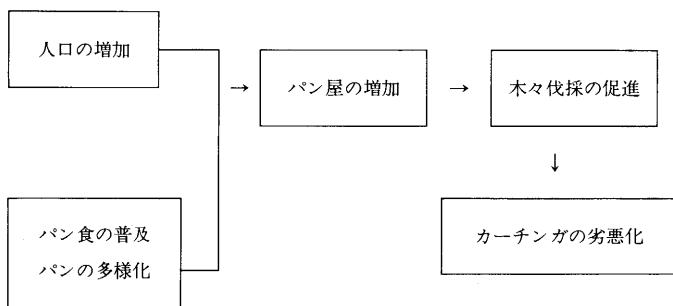 人口の増加
→
パン屋の増加
→
木々伐採の促進
↓
パン食の普及
パンの多様化
カーチンガの劣悪化